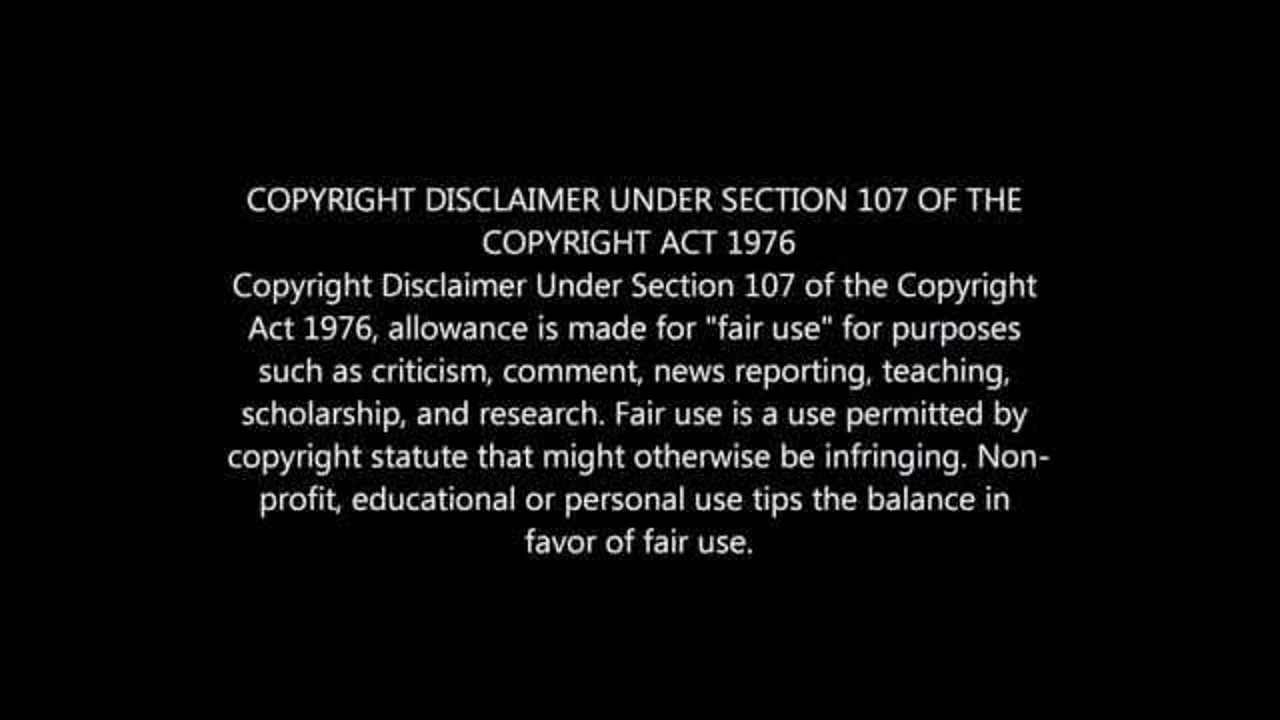 COPYRIGHT DISCLAIMER UNDER SECTION 107 OF THE
COPYRIGHT ACT 1976
Copyright Disclaimer Under Section 107 of the Copyright
Act 1976, allowance is made for "fair use" for purposes
such as criticism, comment, news reporting, teaching,
scholarship, and research. Fair use is a use permitted by
copyright statute that might otherwise be infringing. Non-
profit, educational or personal use tips the balance in
favor of fair use.